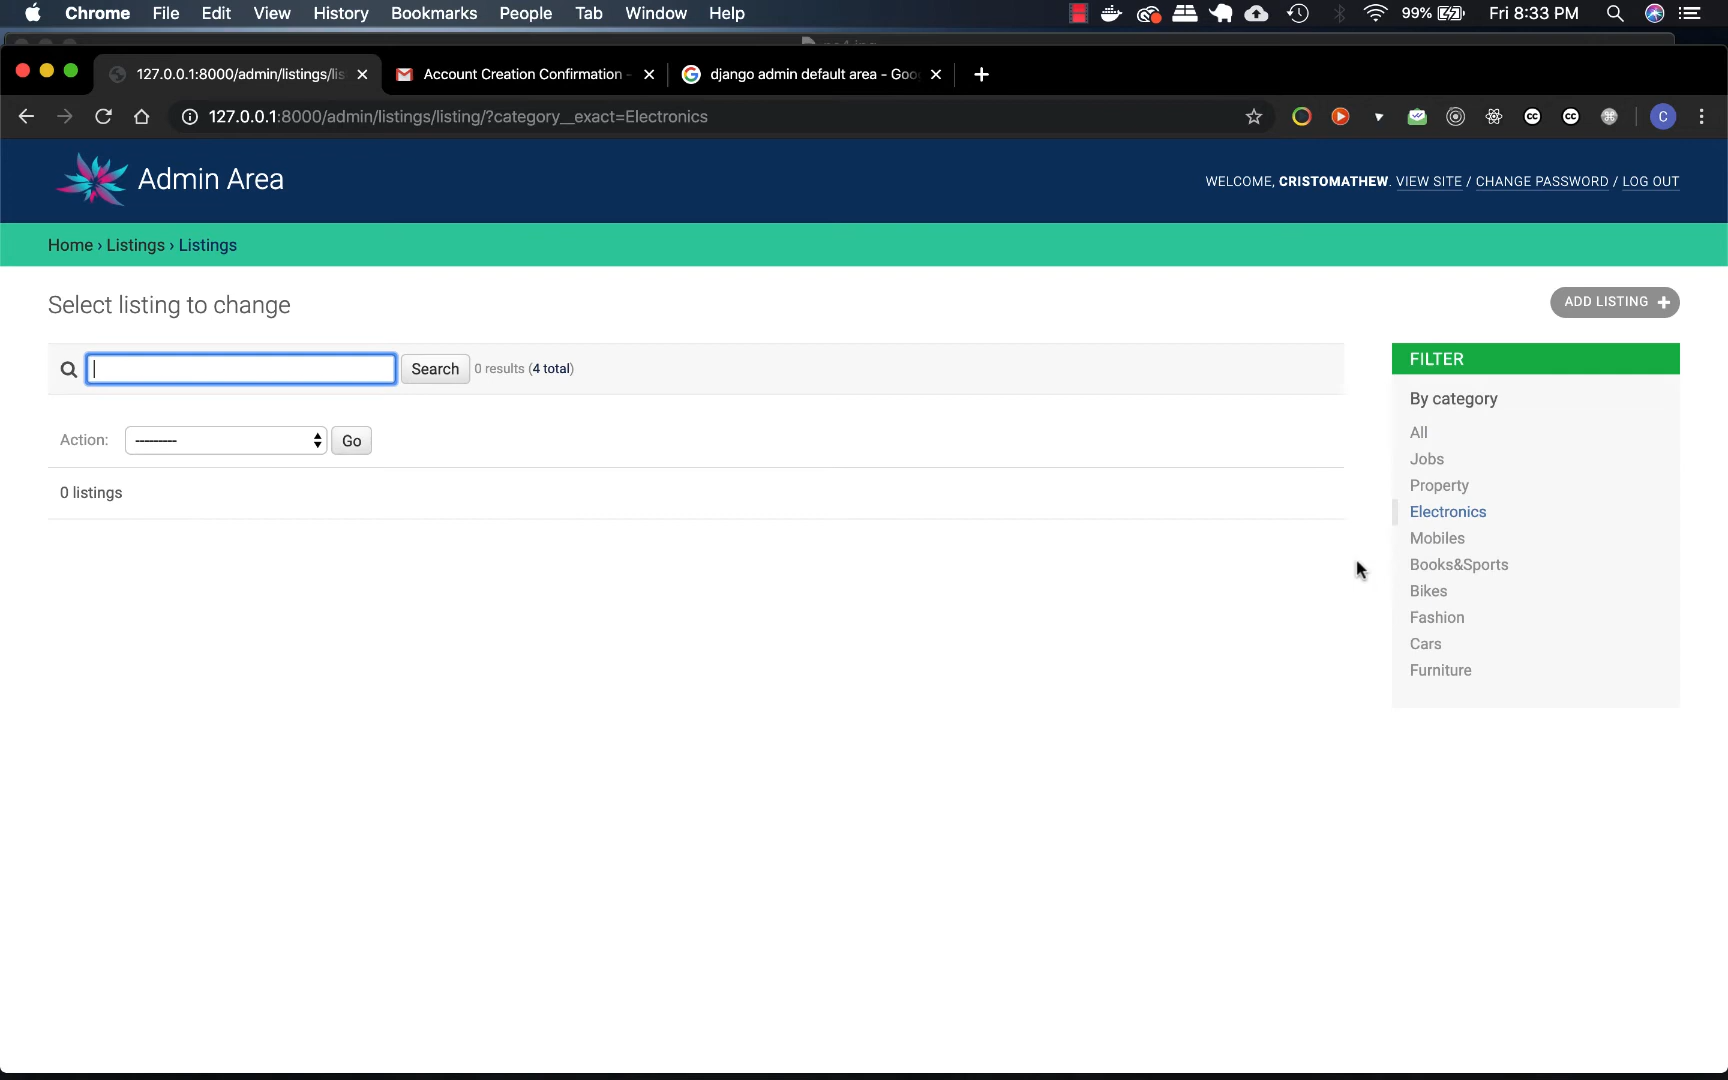 Chrome File Edit View History Bookmarks People Tab Window Help 99% Fri 8:33 PM
127.0.0.1:8000/admin/listings/lis Account Creation Confirmation - django admin default area - Goo
127.0.0.1:8000/admin/listings/listing/?category__exact=Electronics C
Admin Area
WELCOME, CRISTOMATHEW. VIEW SITE / CHANGE PASSWORD / LOG OUT
Home › Listings › Listings
Select listing to change
ADD LISTING +
Search 0 results (4 total)
Action: --------- Go
0 listings
FILTER
By category
All
Jobs
Property
Electronics
Mobiles
Books&Sports
Bikes
Fashion
Cars
Furniture